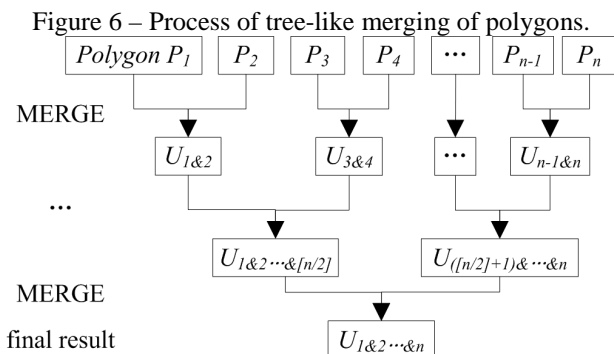 Figure 6 – Process of tree-like merging of polygons.
Polygon P1 P2 P3 P4 ... Pn-1 Pn
MERGE
U1&2 U3&4 ... Un-1&n
...
U1&2...&[n/2] U([n/2]+1)&...&n
MERGE
final result U1&2...&n